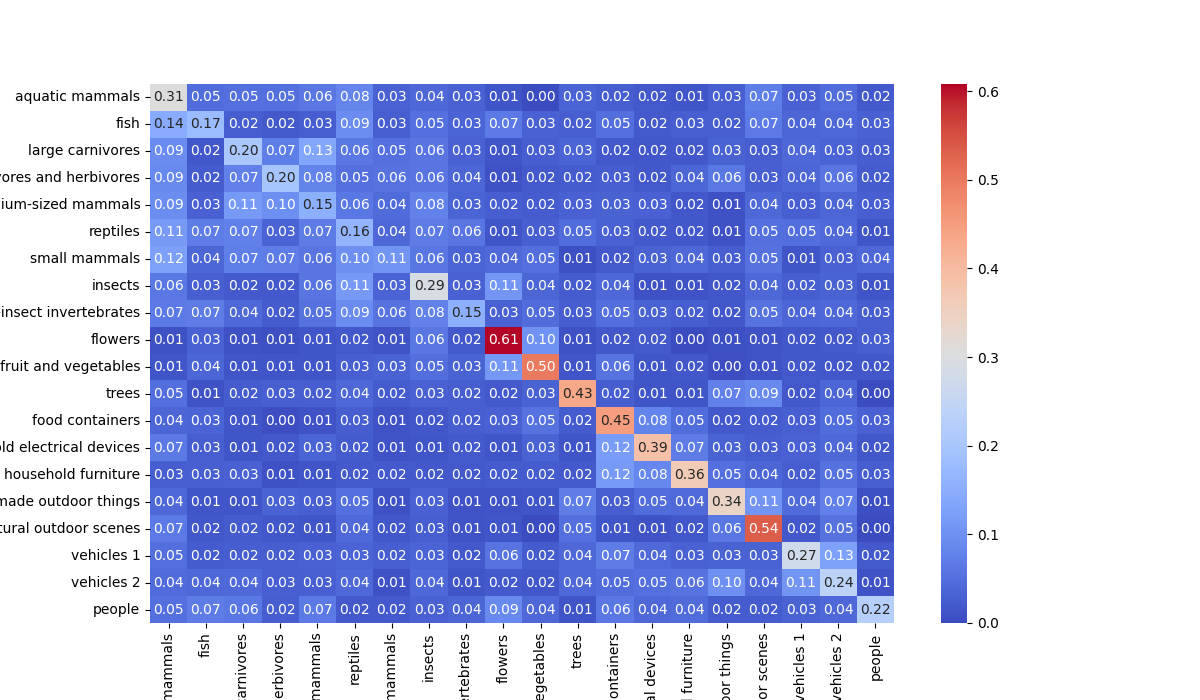 aquatic mammals 0.31 0.05 0.05 0.05 0.06 0.08 0.03 0.04 0.03 0.01 0.00 0.03 0.02 0.02 0.01 0.03 0.07 0.03 0.05 0.02
fish 0.14 0.17 0.02 0.02 0.03 0.09 0.03 0.05 0.03 0.07 0.03 0.02 0.05 0.02 0.03 0.02 0.07 0.04 0.04 0.03
large carnivores 0.09 0.02 0.20 0.07 0.13 0.06 0.05 0.06 0.03 0.01 0.03 0.03 0.02 0.02 0.02 0.03 0.03 0.04 0.03 0.03
ores and herbivores 0.09 0.02 0.07 0.20 0.08 0.05 0.06 0.06 0.04 0.01 0.02 0.02 0.03 0.02 0.04 0.06 0.03 0.04 0.06 0.02
ium-sized mammals 0.09 0.03 0.11 0.10 0.15 0.06 0.04 0.08 0.03 0.02 0.02 0.03 0.03 0.03 0.02 0.01 0.04 0.03 0.04 0.03
reptiles 0.11 0.07 0.07 0.03 0.07 0.16 0.04 0.07 0.06 0.01 0.03 0.05 0.03 0.02 0.02 0.01 0.05 0.05 0.04 0.01
small mammals 0.12 0.04 0.07 0.07 0.06 0.10 0.11 0.06 0.03 0.04 0.05 0.01 0.02 0.03 0.04 0.03 0.05 0.01 0.03 0.04
insects 0.06 0.03 0.02 0.02 0.06 0.11 0.03 0.29 0.03 0.11 0.04 0.02 0.04 0.01 0.01 0.02 0.04 0.02 0.03 0.01
insect invertebrates 0.07 0.07 0.04 0.02 0.05 0.09 0.06 0.08 0.15 0.03 0.05 0.03 0.05 0.03 0.02 0.02 0.05 0.04 0.04 0.03
flowers 0.01 0.03 0.01 0.01 0.01 0.02 0.01 0.06 0.02 0.61 0.10 0.01 0.02 0.02 0.00 0.01 0.01 0.02 0.02 0.03
fruit and vegetables 0.01 0.04 0.01 0.01 0.01 0.03 0.03 0.05 0.03 0.11 0.50 0.01 0.06 0.01 0.02 0.00 0.01 0.02 0.02 0.02
trees 0.05 0.01 0.02 0.03 0.02 0.04 0.02 0.03 0.02 0.02 0.03 0.43 0.02 0.01 0.01 0.07 0.09 0.02 0.04 0.00
food containers 0.04 0.03 0.01 0.00 0.01 0.03 0.01 0.02 0.02 0.03 0.05 0.02 0.45 0.08 0.05 0.02 0.02 0.03 0.05 0.03
old electrical devices 0.07 0.03 0.01 0.02 0.03 0.02 0.01 0.01 0.02 0.01 0.03 0.01 0.12 0.39 0.07 0.03 0.03 0.03 0.04 0.02
household furniture 0.03 0.03 0.03 0.01 0.01 0.02 0.02 0.02 0.02 0.02 0.02 0.02 0.12 0.08 0.36 0.05 0.04 0.02 0.05 0.03
made outdoor things 0.04 0.01 0.01 0.03 0.03 0.05 0.01 0.03 0.01 0.01 0.01 0.07 0.03 0.05 0.04 0.34 0.11 0.04 0.07 0.01
tural outdoor scenes 0.07 0.02 0.02 0.02 0.01 0.04 0.02 0.03 0.01 0.01 0.00 0.05 0.01 0.01 0.02 0.06 0.54 0.02 0.05 0.00
vehicles 1 0.05 0.02 0.02 0.02 0.03 0.03 0.02 0.03 0.02 0.06 0.02 0.04 0.07 0.04 0.03 0.03 0.03 0.27 0.13 0.02
vehicles 2 0.04 0.04 0.04 0.03 0.03 0.04 0.01 0.04 0.01 0.02 0.02 0.04 0.05 0.05 0.06 0.10 0.04 0.11 0.24 0.01
people 0.05 0.07 0.06 0.02 0.07 0.02 0.02 0.03 0.04 0.09 0.04 0.01 0.06 0.04 0.04 0.02 0.02 0.03 0.04 0.22
mammals
fish
arnivores
erbivores
mammals
reptiles
mammals
insects
rtebrates
flowers
egetables
trees
ontainers
al devices
furniture
or things
or scenes
vehicles 1
vehicles 2
people
0.6
0.5
0.4
0.3
0.2
0.1
0.0